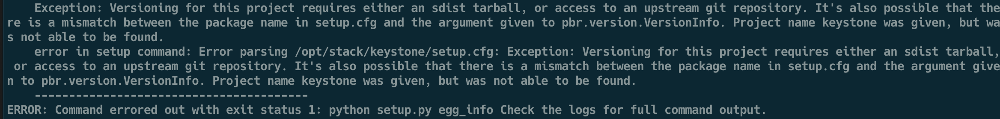 Exception: Versioning for this project requires either an sdist tarball, or access to an upstream git repository. It's also possible that the
re is a mismatch between the package name in setup.cfg and the argument given to pbr.version.VersionInfo. Project name keystone was given, but wa
s not able to be found.
error in setup command: Error parsing /opt/stack/keystone/setup.cfg: Exception: Versioning for this project requires either an sdist tarball,
or access to an upstream git repository. It's also possible that there is a mismatch between the package name in setup.cfg and the argument give
n to pbr.version.VersionInfo. Project name keystone was given, but was not able to be found.
----------------------------------------
ERROR: Command errored out with exit status 1: python setup.py egg_info Check the logs for full command output.